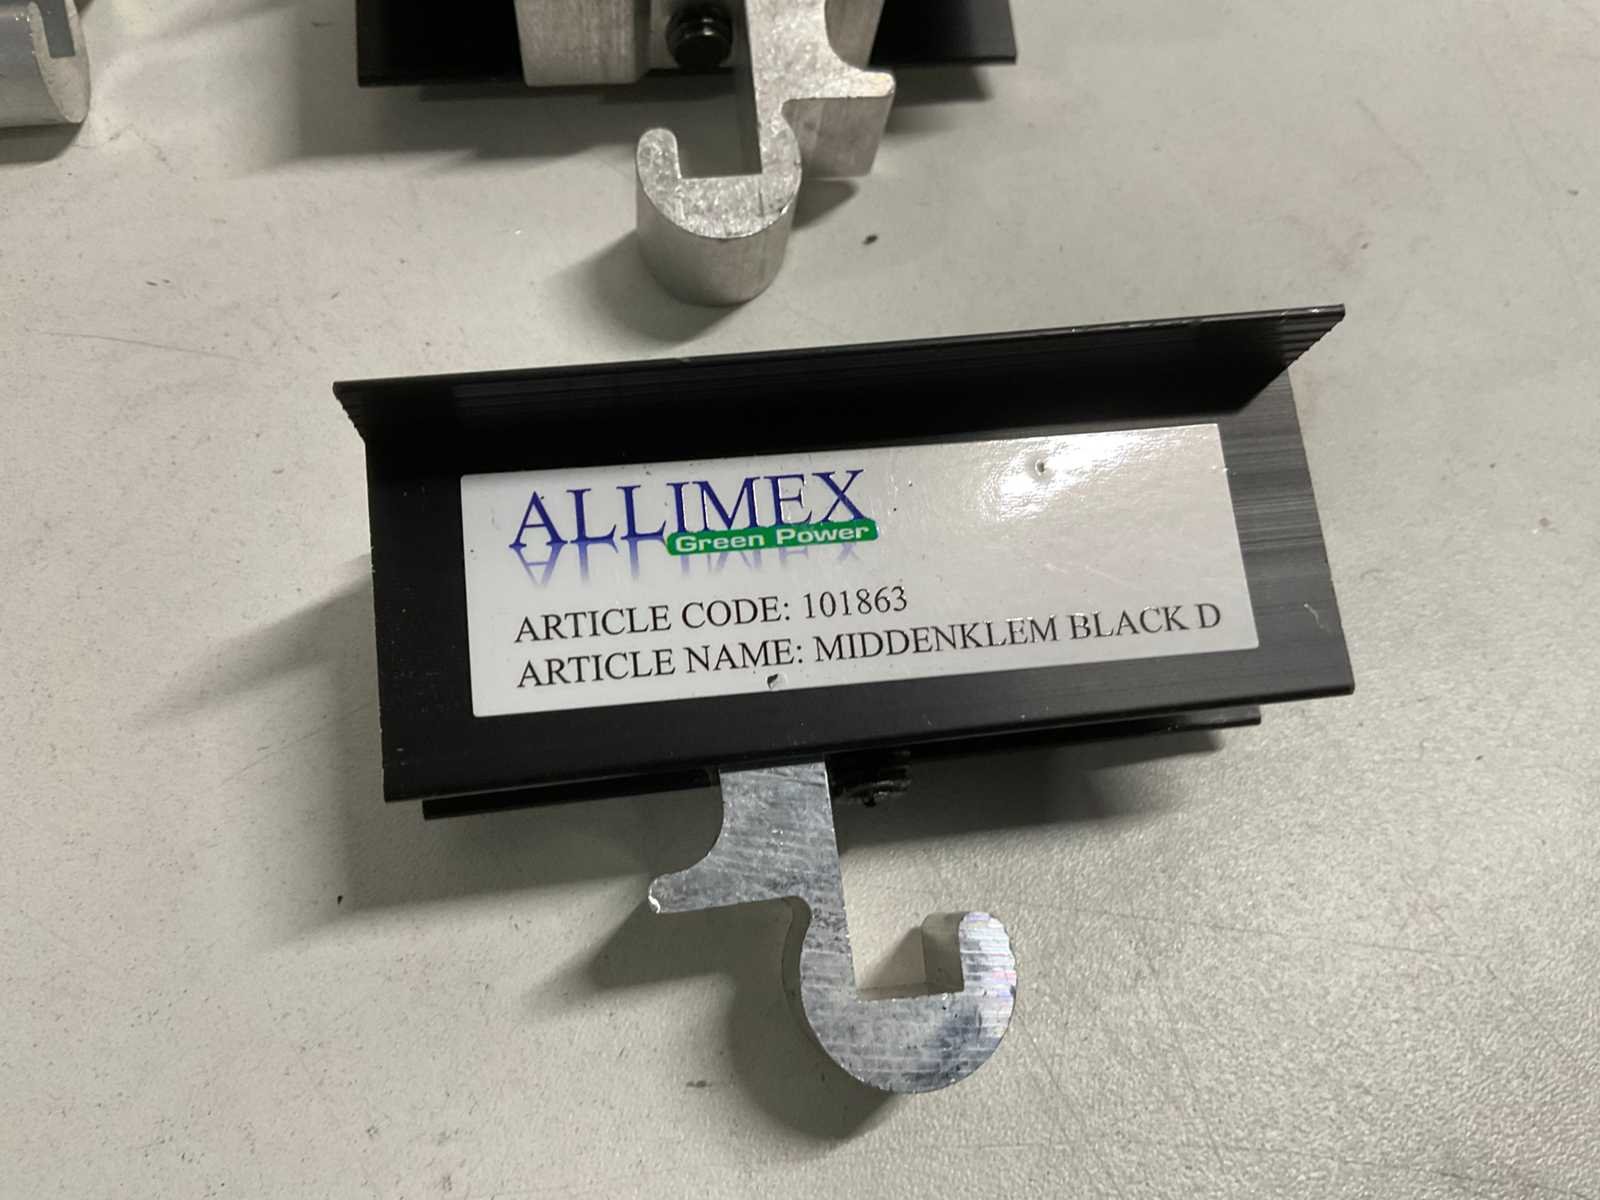 ALLIMEX
Green Power
ARTICLE CODE: 101863
ARTICLE NAME: MIDDENKLEM BLACK D